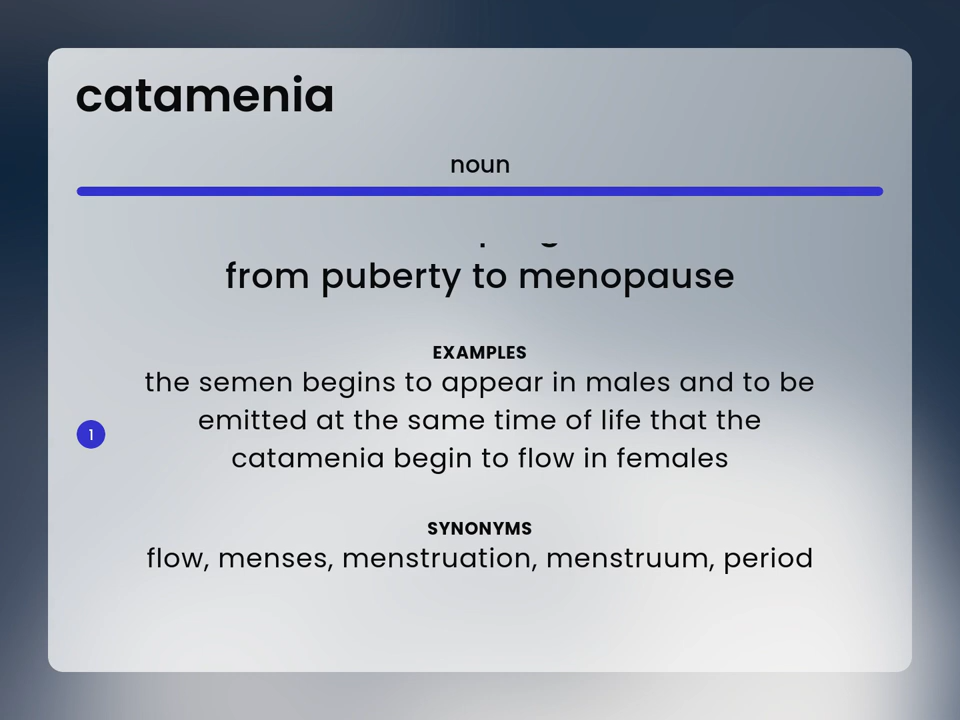 catamenia
noun
from puberty to menopause
EXAMPLES
the semen begins to appear in males and to be
emitted at the same time of life that the
1
catamenia begin to flow in females
SYNONYMS
flow, menses, menstruation, menstruum, period